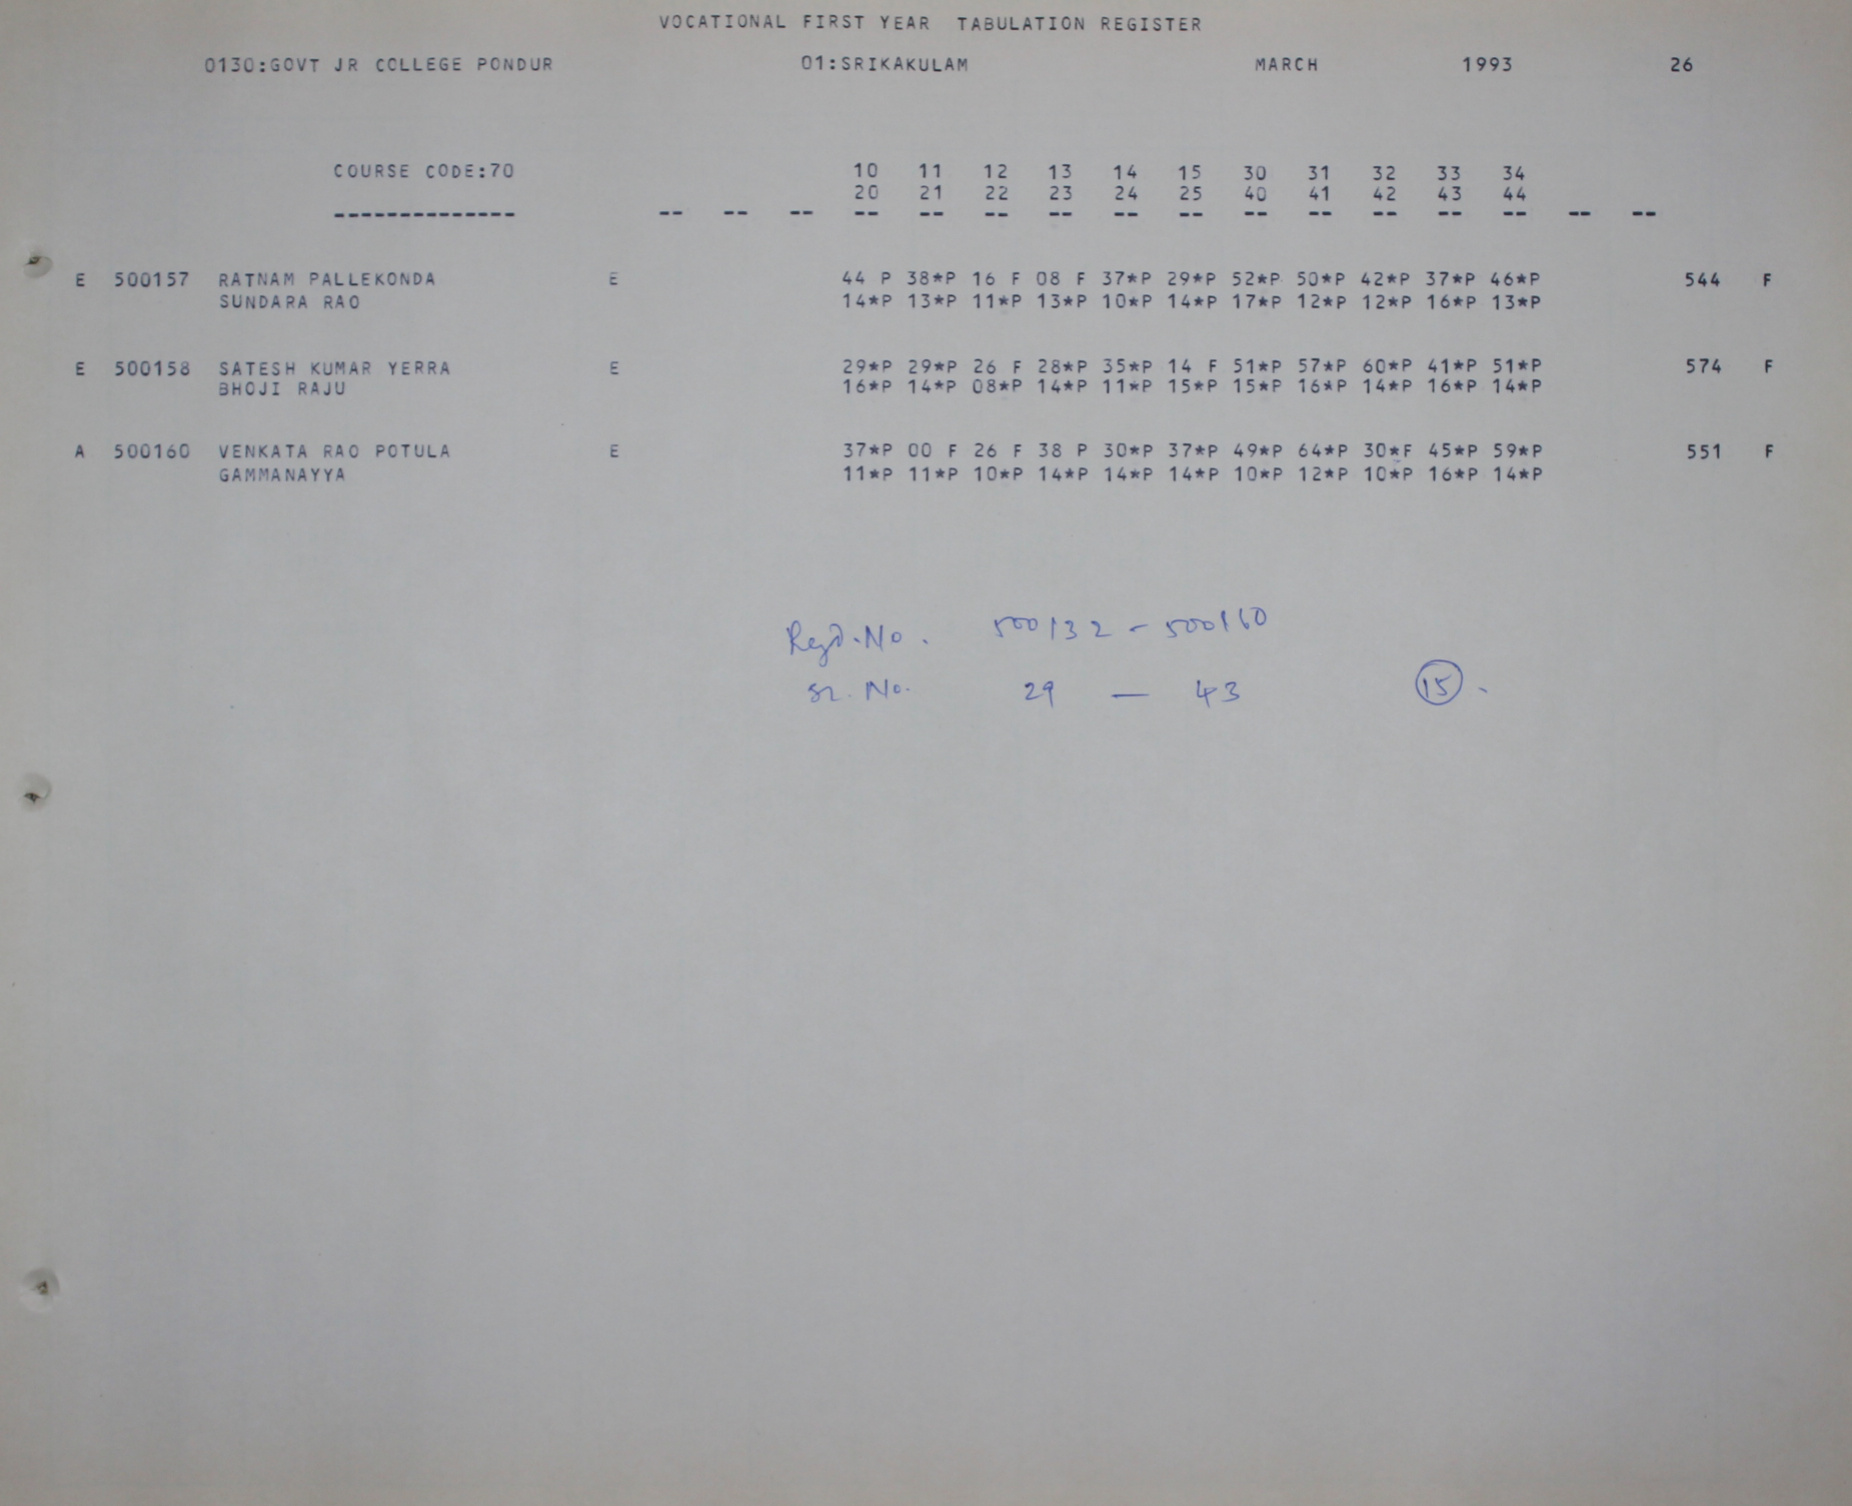 VOCATIONAL FIRST YEAR TABULATION REGISTER
0130:GOVT JR COLLEGE PONDUR 01:SRIKAKULAM MARCH 1993 26
COURSE CODE:70 10 11 12 13 14 15 30 31 32 33 34
20 21 22 23 24 25 40 41 42 43 44
-------------- -- -- -- -- -- -- -- -- -- -- -- -- -- -- -- --
E 500157 RATNAM PALLEKONDA E 44 P 38*P 16 F 08 F 37*P 29*P 52*P 50*P 42*P 37*P 46*P 544 F
SUNDARA RAO 14*P 13*P 11*P 13*P 10*P 14*P 17*P 12*P 12*P 16*P 13*P
E 500158 SATESH KUMAR YERRA E 29*P 29*P 26 F 28*P 35*P 14 F 51*P 57*P 60*P 41*P 51*P 574 F
BHOJI RAJU 16*P 14*P 08*P 14*P 11*P 15*P 15*P 16*P 14*P 16*P 14*P
A 500160 VENKATA RAO POTULA E 37*P 00 F 26 F 38 P 30*P 37*P 49*P 64*P 30*F 45*P 59*P 551 F
GAMMANAYYA 11*P 11*P 10*P 14*P 14*P 14*P 10*P 12*P 10*P 16*P 14*P
Regd.No. 500132 - 500160
Sl. No. 29 — 43 15.